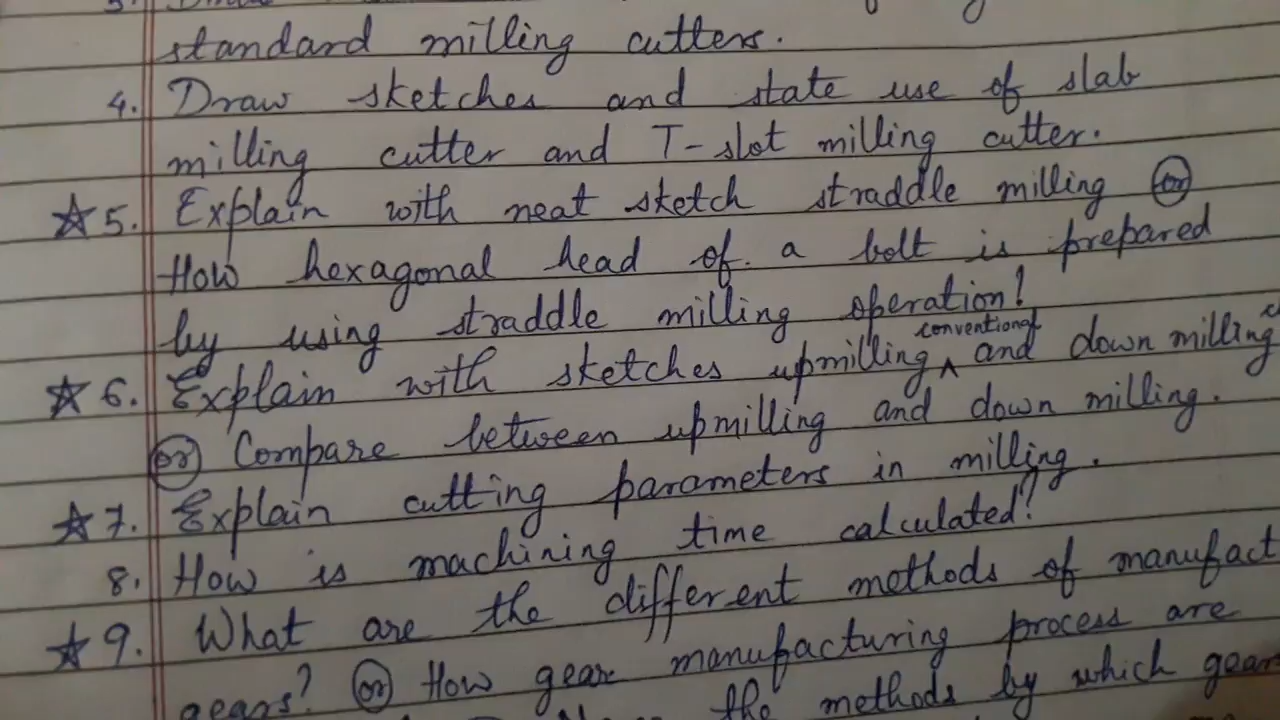 standard milling cutters.
4. Draw sketches and state use of slab
milling cutter and T-slot milling cutter.
☆5. Explain with neat sketch straddle milling (or)
How hexagonal head of a bolt is prepared
by using straddle milling operation?
conventional
☆6. Explain with sketches upmilling ^ and down milling
(or) Compare between upmilling and down milling.
☆7. Explain cutting parameters in milling.
8. How is machining time calculated?
☆9. What are the different methods of manufact
gears? (or) How gear manufacturing process are
the methods by which gear